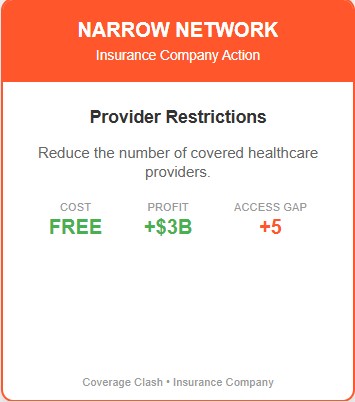 NARROW NETWORK
Insurance Company Action
Provider Restrictions
Reduce the number of covered healthcare
providers.
COST PROFIT ACCESS GAP
FREE +$3B +5
Coverage Clash • Insurance Company